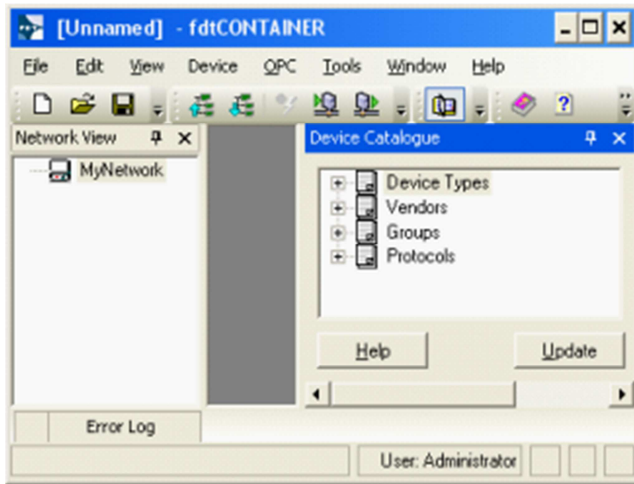 [Unnamed] - fdtCONTAINER
File Edit View Device OPC Tools Window Help
Network View
Device Catalogue
MyNetwork
Device Types
Vendors
Groups
Protocols
Help
Update
Error Log
User: Administrator